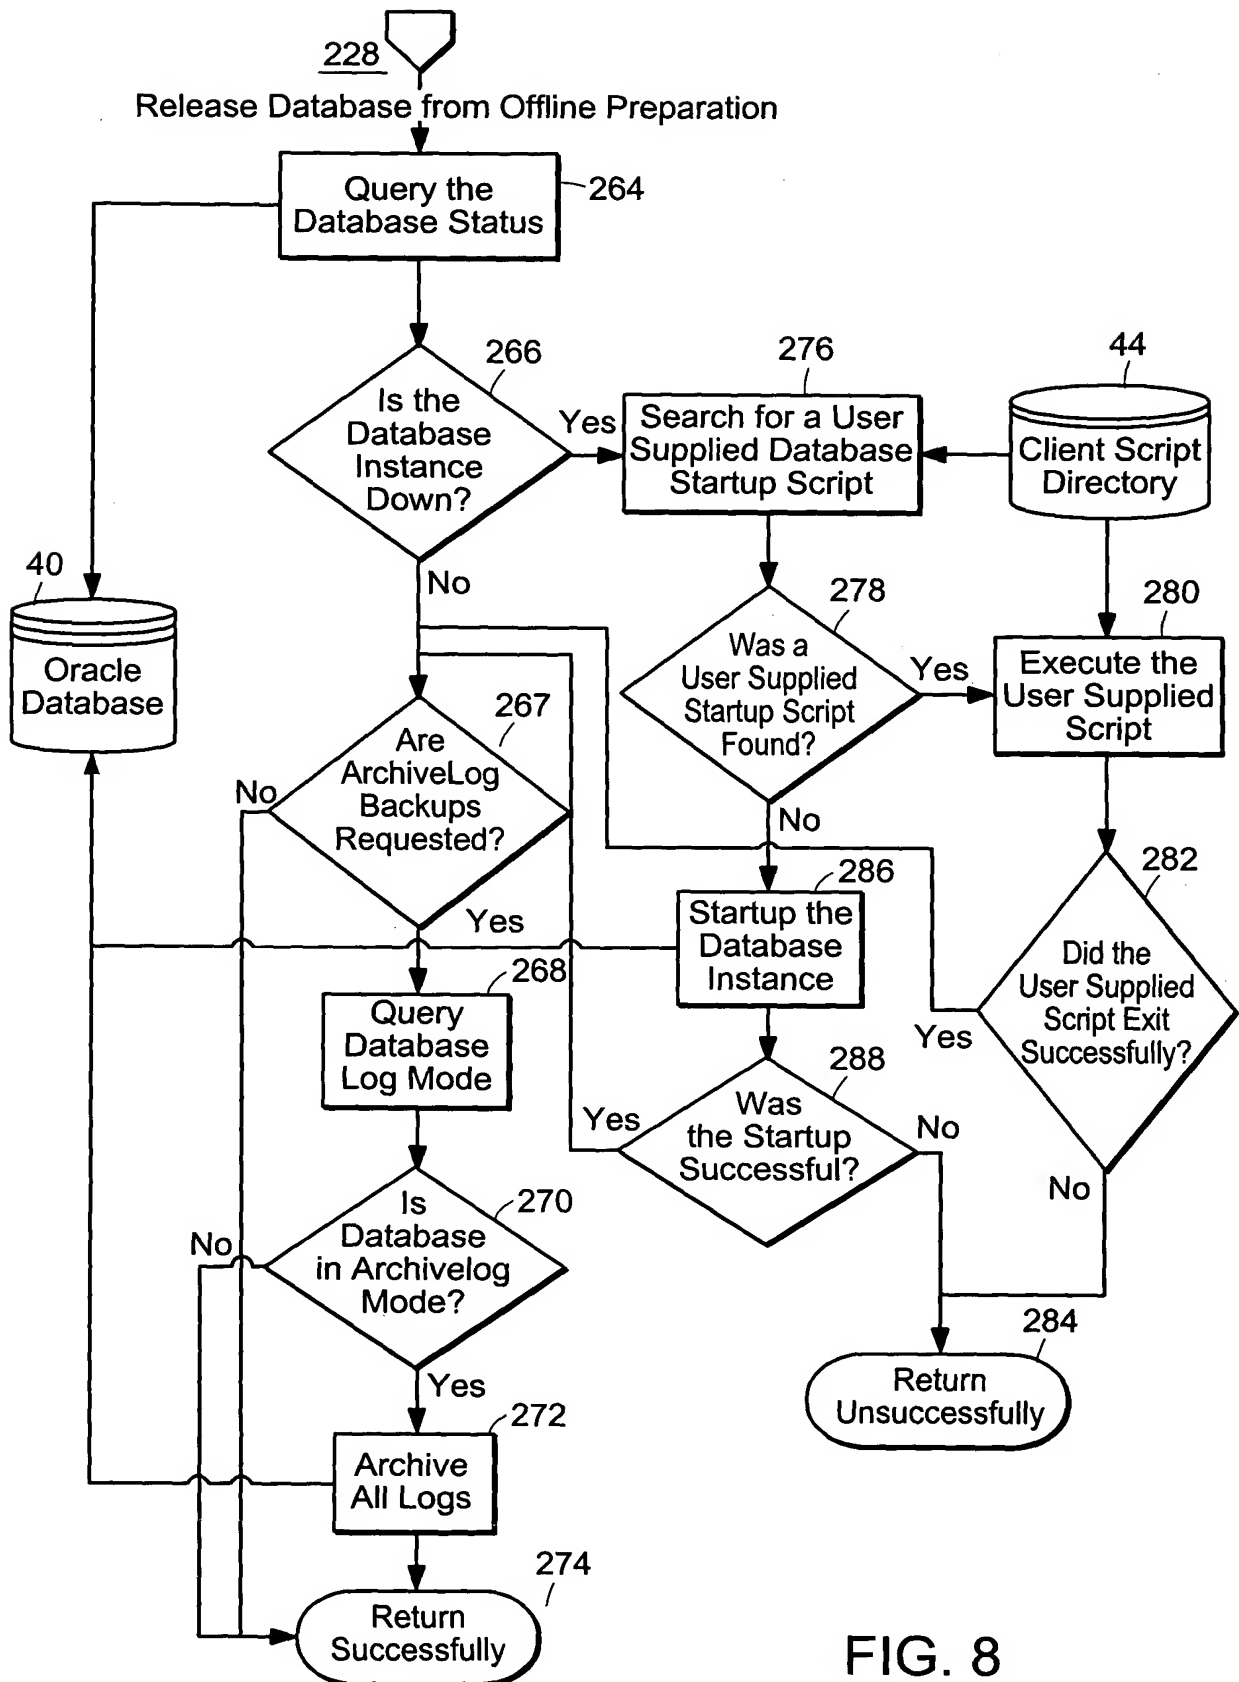 228
Release Database from Offline Preparation
Query the
Database Status
264
266
Is the
Database
Instance
Down?
Yes
No
276
Search for a User
Supplied Database
Startup Script
44
Client Script
Directory
40
Oracle
Database
278
Was a
User Supplied
Startup Script
Found?
Yes
No
280
Execute the
User Supplied
Script
267
Are
ArchiveLog
Backups
Requested?
No
Yes
286
Startup the
Database
Instance
282
Did the
User Supplied
Script Exit
Successfully?
Yes
No
268
Query
Database
Log Mode
288
Was
the Startup
Successful?
Yes
No
270
Is
Database
in Archivelog
Mode?
No
Yes
284
Return
Unsuccessfully
272
Archive
All Logs
274
Return
Successfully
FIG. 8